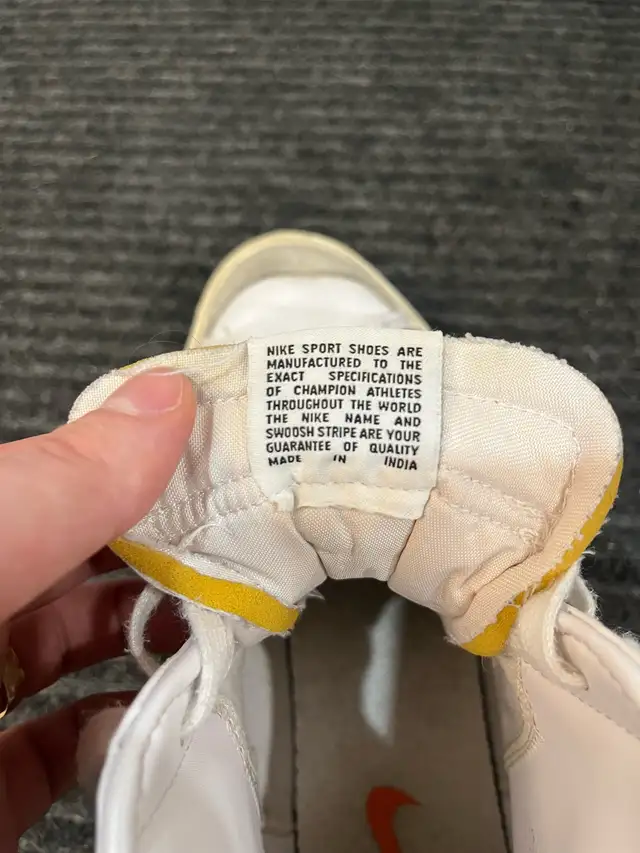 NIKE SPORT SHOES ARE
MANUFACTURED TO THE
EXACT SPECIFICATIONS
OF CHAMPION ATHLETES
THROUGHOUT THE WORLD
THE NIKE NAME AND
SWOOSH STRIPE ARE YOUR
GUARANTEE OF QUALITY
MADE IN INDIA